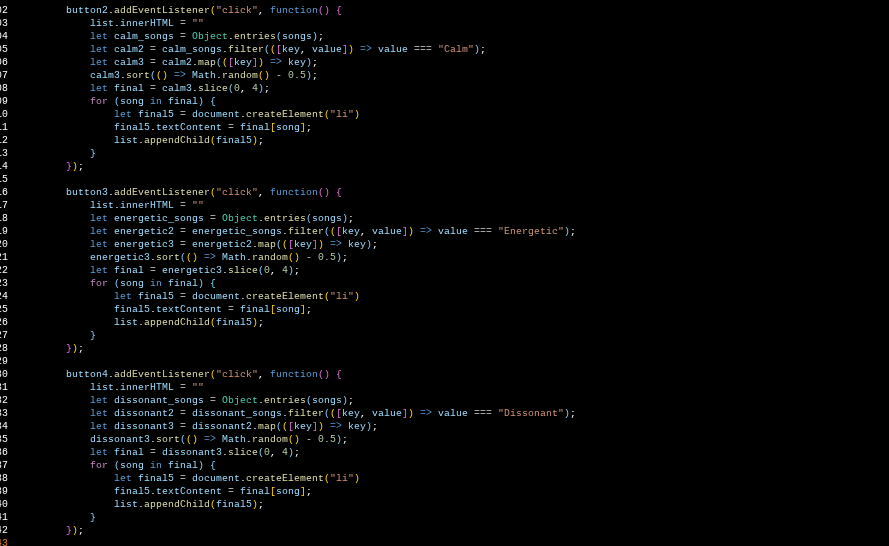 02 button2.addEventListener("click", function() {
03 list.innerHTML = ""
04 let calm_songs = Object.entries(songs);
05 let calm2 = calm_songs.filter(([key, value]) => value === "Calm");
06 let calm3 = calm2.map(([key]) => key);
07 calm3.sort(() => Math.random() - 0.5);
08 let final = calm3.slice(0, 4);
09 for (song in final) {
10 let final5 = document.createElement("li")
11 final5.textContent = final[song];
12 list.appendChild(final5);
13 }
14 });
15
16 button3.addEventListener("click", function() {
17 list.innerHTML = ""
18 let energetic_songs = Object.entries(songs);
19 let energetic2 = energetic_songs.filter(([key, value]) => value === "Energetic");
20 let energetic3 = energetic2.map(([key]) => key);
21 energetic3.sort(() => Math.random() - 0.5);
22 let final = energetic3.slice(0, 4);
23 for (song in final) {
24 let final5 = document.createElement("li")
25 final5.textContent = final[song];
26 list.appendChild(final5);
27 }
28 });
29
30 button4.addEventListener("click", function() {
31 list.innerHTML = ""
32 let dissonant_songs = Object.entries(songs);
33 let dissonant2 = dissonant_songs.filter(([key, value]) => value === "Dissonant");
34 let dissonant3 = dissonant2.map(([key]) => key);
35 dissonant3.sort(() => Math.random() - 0.5);
36 let final = dissonant3.slice(0, 4);
37 for (song in final) {
38 let final5 = document.createElement("li")
39 final5.textContent = final[song];
40 list.appendChild(final5);
41 }
42 });
43